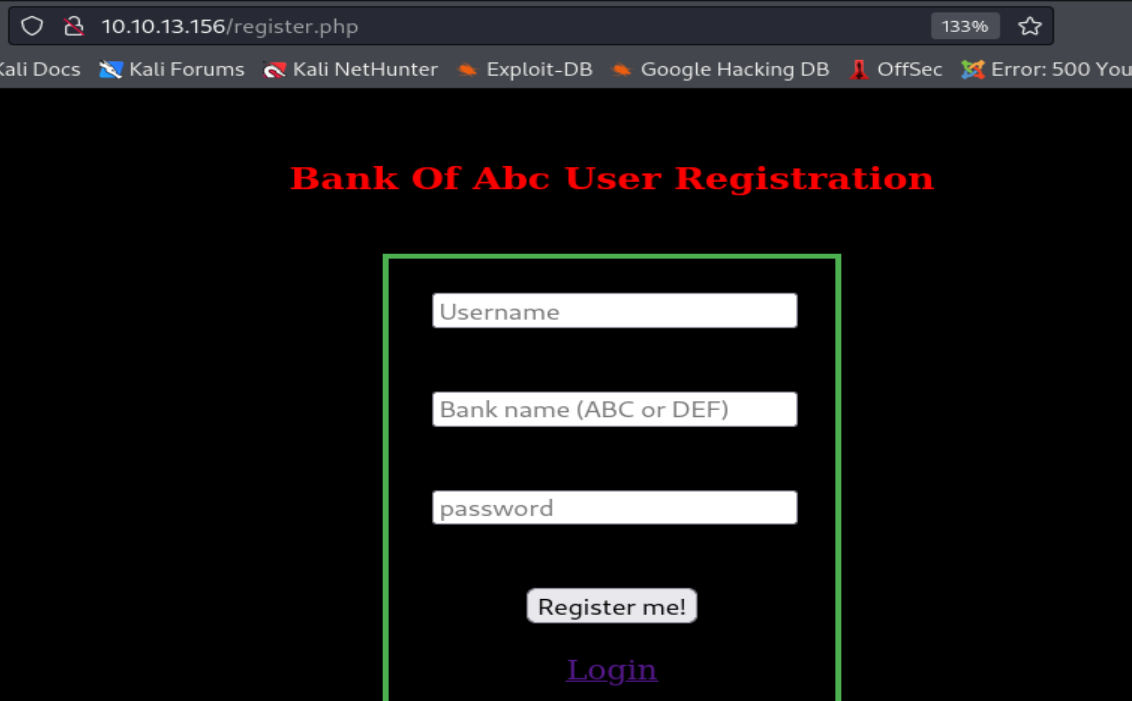 10.10.13.156/register.php 133%
Kali Docs Kali Forums Kali NetHunter Exploit-DB Google Hacking DB OffSec Error: 500 You
Bank Of Abc User Registration
Username
Bank name (ABC or DEF)
password
Register me!
Login